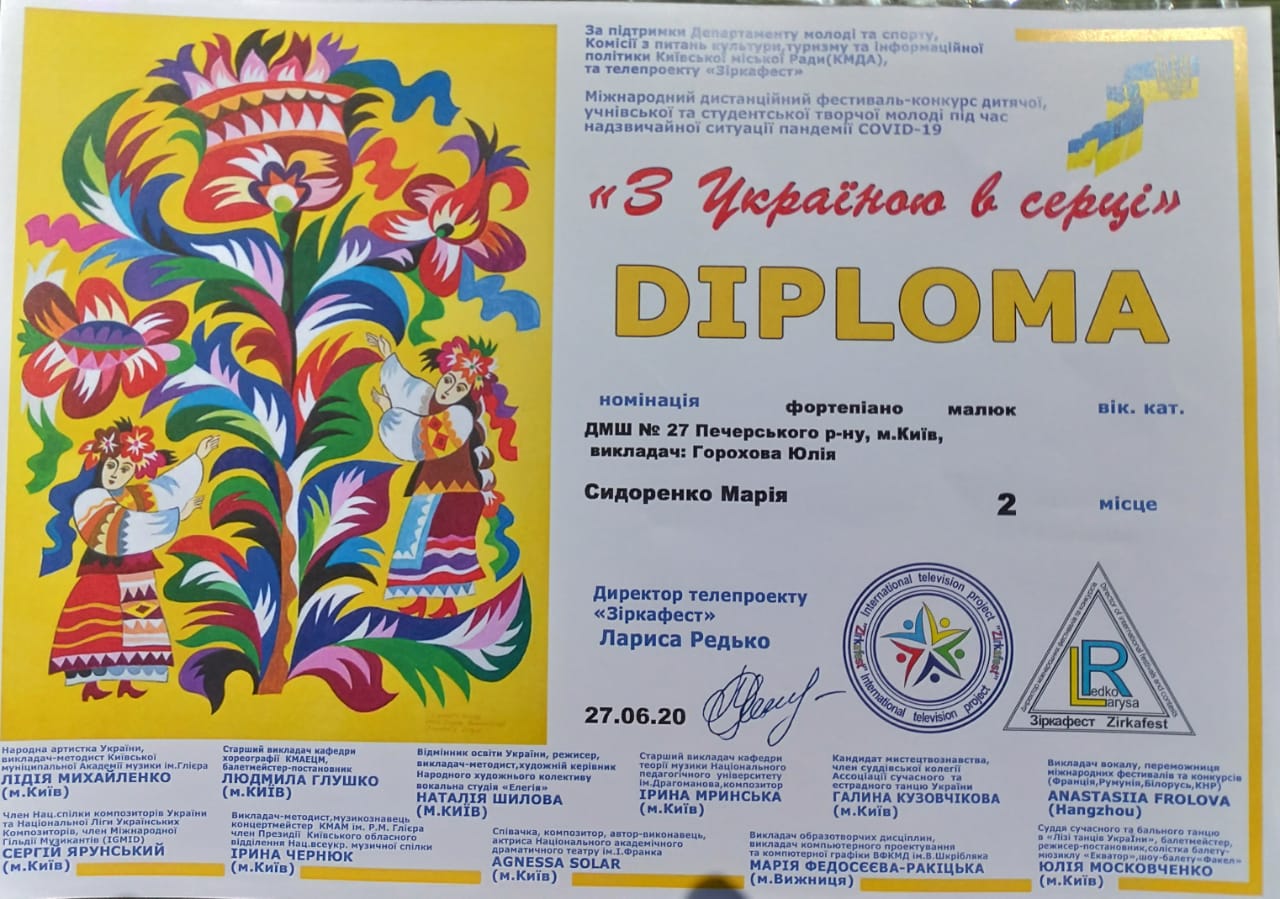 За підтримки Департаменту молоді та спорту,
Комісії з питань культури,туризму та інформаційної
політики Київської міської Ради(КМДА),
та телепроекту «Зіркафест»
Міжнародний дистанційний фестиваль-конкурс дитячої,
учнівської та студентської творчої молоді під час
надзвичайної ситуації пандемії COVID-19
«З Україною в серці»
DIPLOMA
номінація фортепіано малюк вік. кат.
ДМШ № 27 Печерського р-ну, м.Київ,
викладач: Горохова Юлія
Сидоренко Марія 2 місце
Директор телепроекту
«Зіркафест»
Лариса Редько
27.06.20
International television project "Zirkafest"
International television project
Director of international festivals and contests
LR
Redko
Larysa
Зіркафест Zirkafest
Народна артистка України,
викладач-методист Київської
муніципальної Академії музики ім.Глієра
ЛІДІЯ МИХАЙЛЕНКО
(м.Київ)
Старший викладач кафедри
хореографії КМАЕЦМ,
балетмейстер-постановник
ЛЮДМИЛА ГЛУШКО
(м.КИЇВ)
Відмінник освіти України, режисер,
викладач-методист,художній керівник
Народного художнього колективу
вокальна студія «Елегія»
НАТАЛІЯ ШИЛОВА
(м.КИЇВ)
Старший викладач кафедри
теорії музики Національного
педагогічного університету
ім.Драгоманова,композитор
ІРИНА МРИНСЬКА
(м.Київ)
Кандидат мистецтвознавства,
член суддівської колегії
Асоціації сучасного та
естрадного танцю України
ГАЛИНА КУЗОВЧІКОВА
(м.Київ)
Викладач вокалу, переможниця
міжнародних фестивалів та конкурсів
(Франція,Румунія,Білорусь,КНР)
ANASTASIIA FROLOVA
(Hangzhou)
Член Нац.спілки композиторів України
та Національної Ліги Українських
Композиторів, член Міжнародної
Гільдії Музикантів (IGMID)
СЕРГІЙ ЯРУНСЬКИЙ
(м.Київ)
Викладач-методист,музикознавець
концертмейстер КМАМ ім. Р.М. Глієра
член Президії Київського обласного
відділення Нац.всеукр. музичної спілки
ІРИНА ЧЕРНЮК
(м.Київ)
Співачка, композитор, автор-виконавець,
актриса Національного академічного
драматичного театру ім.І.Франка
AGNESSA SOLAR
(м.Київ)
Викладач образотворчих дисциплін,
викладач комп'ютерного проектування
та комп'ютерної графіки ВФКМД ім.В.Шкрібляка
МАРІЯ ФЕДОСЄЄВА-РАКІЦЬКА
(м.Вижниця)
Суддя сучасного та бального танцю
в «Лізі танців України», балетмейстер,
режисер-постановник,солістка балету-
мюзиклу «Екватор»,шоу-балету«Факел»
ЮЛІЯ МОСКОВЧЕНКО
(м.Київ)